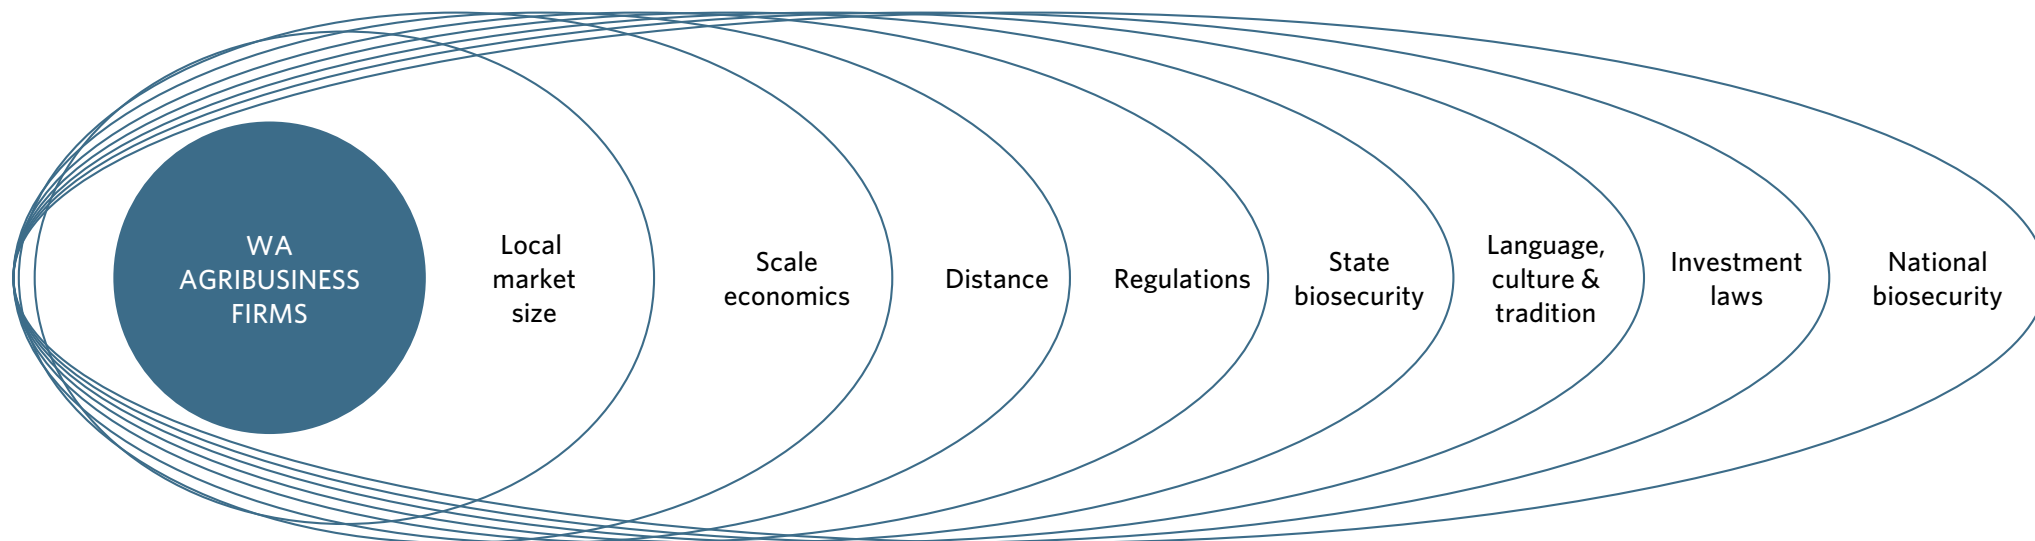 WA
AGRIBUSINESS
FIRMS
Local
market
size
Scale
economics
Distance
Regulations
State
biosecurity
Language,
culture &
tradition
Investment
laws
National
biosecurity